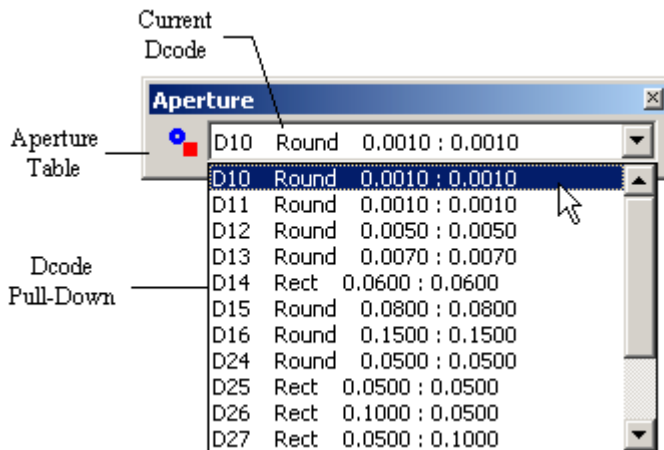 Current
Dcode
Aperture
Aperture
Table
D10 Round 0.0010 : 0.0010
D10 Round 0.0010 : 0.0010
D11 Round 0.0010 : 0.0010
D12 Round 0.0050 : 0.0050
D13 Round 0.0070 : 0.0070
Dcode
Pull-Down
D14 Rect 0.0600 : 0.0600
D15 Round 0.0800 : 0.0800
D16 Round 0.1500 : 0.1500
D24 Round 0.0500 : 0.0500
D25 Rect 0.0500 : 0.0500
D26 Rect 0.1000 : 0.0500
D27 Rect 0.0500 : 0.1000